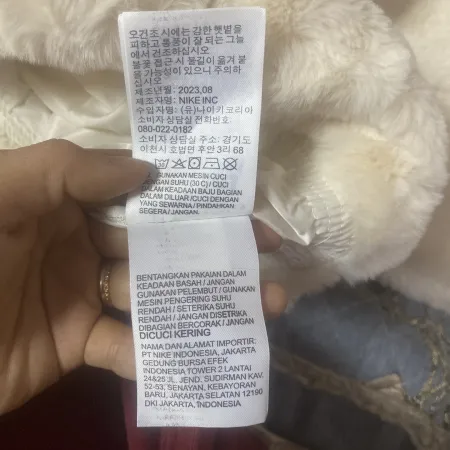 오건조 시에는 강한 햇볕을
피하고 통풍이 잘 되는 그늘
에서 건조하십시오
불꽃 접근 시 불길이 옮겨 붙
을 가능성이 있으니 주의하
십시오
제조년월: 2023.08
제조자명: NIKE INC
수입자명: (유)나이키코리아
소비자 상담실 전화번호:
080-022-0182
소비자 상담실 주소: 경기도
이천시 호법면 후안 3리 68
GUNAKAN MESIN CUCI
DENGAN SUHU (30 C) / CUCI
DALAM KEADAAN BAJU BAGIAN
DALAM DILUAR /CUCI DENGAN
YANG SEWARNA / PINDAHKAN
SEGERA / JANGAN
BENTANGKAN PAKAIAN DALAM
KEADAAN BASAH / JANGAN
GUNAKAN PELEMBUT / GUNAKAN
MESIN PENGERING SUHU
RENDAH / SETERIKA SUHU
RENDAH / JANGAN DISETRIKA
DIBAGIAN BERCORAK / JANGAN
DICUCI KERING
NAMA DAN ALAMAT IMPORTIR:
PT NIKE INDONESIA, JAKARTA
GEDUNG BURSA EFEK
INDONESIA TOWER 2 LANTAI
24&25 JL. JEND. SUDIRMAN KAV.
52-53, SENAYAN, KEBAYORAN
BARU, JAKARTA SELATAN 12190
DKI JAKARTA, INDONESIA